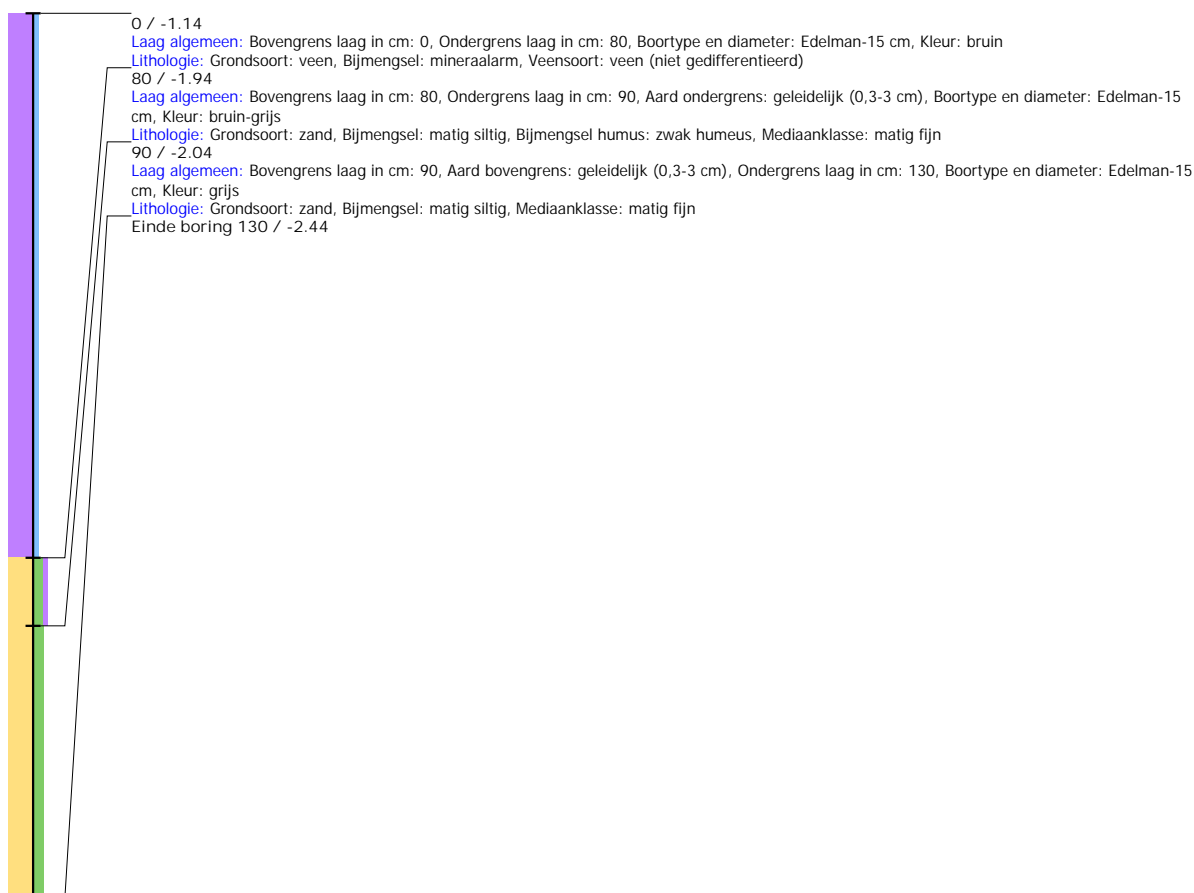 0 / -1.14
Laag algemeen: Bovengrens laag in cm: 0, Ondergrens laag in cm: 80, Boortype en diameter: Edelman-15 cm, Kleur: bruin
Lithologie: Grondsoort: veen, Bijmengsel: mineraalarm, Veensoort: veen (niet gedifferentieerd)
80 / -1.94
Laag algemeen: Bovengrens laag in cm: 80, Ondergrens laag in cm: 90, Aard ondergrens: geleidelijk (0,3-3 cm), Boortype en diameter: Edelman-15
cm, Kleur: bruin-grijs
Lithologie: Grondsoort: zand, Bijmengsel: matig siltig, Bijmengsel humus: zwak humeus, Mediaanklasse: matig fijn
90 / -2.04
Laag algemeen: Bovengrens laag in cm: 90, Aard bovengrens: geleidelijk (0,3-3 cm), Ondergrens laag in cm: 130, Boortype en diameter: Edelman-15
cm, Kleur: grijs
Lithologie: Grondsoort: zand, Bijmengsel: matig siltig, Mediaanklasse: matig fijn
Einde boring 130 / -2.44